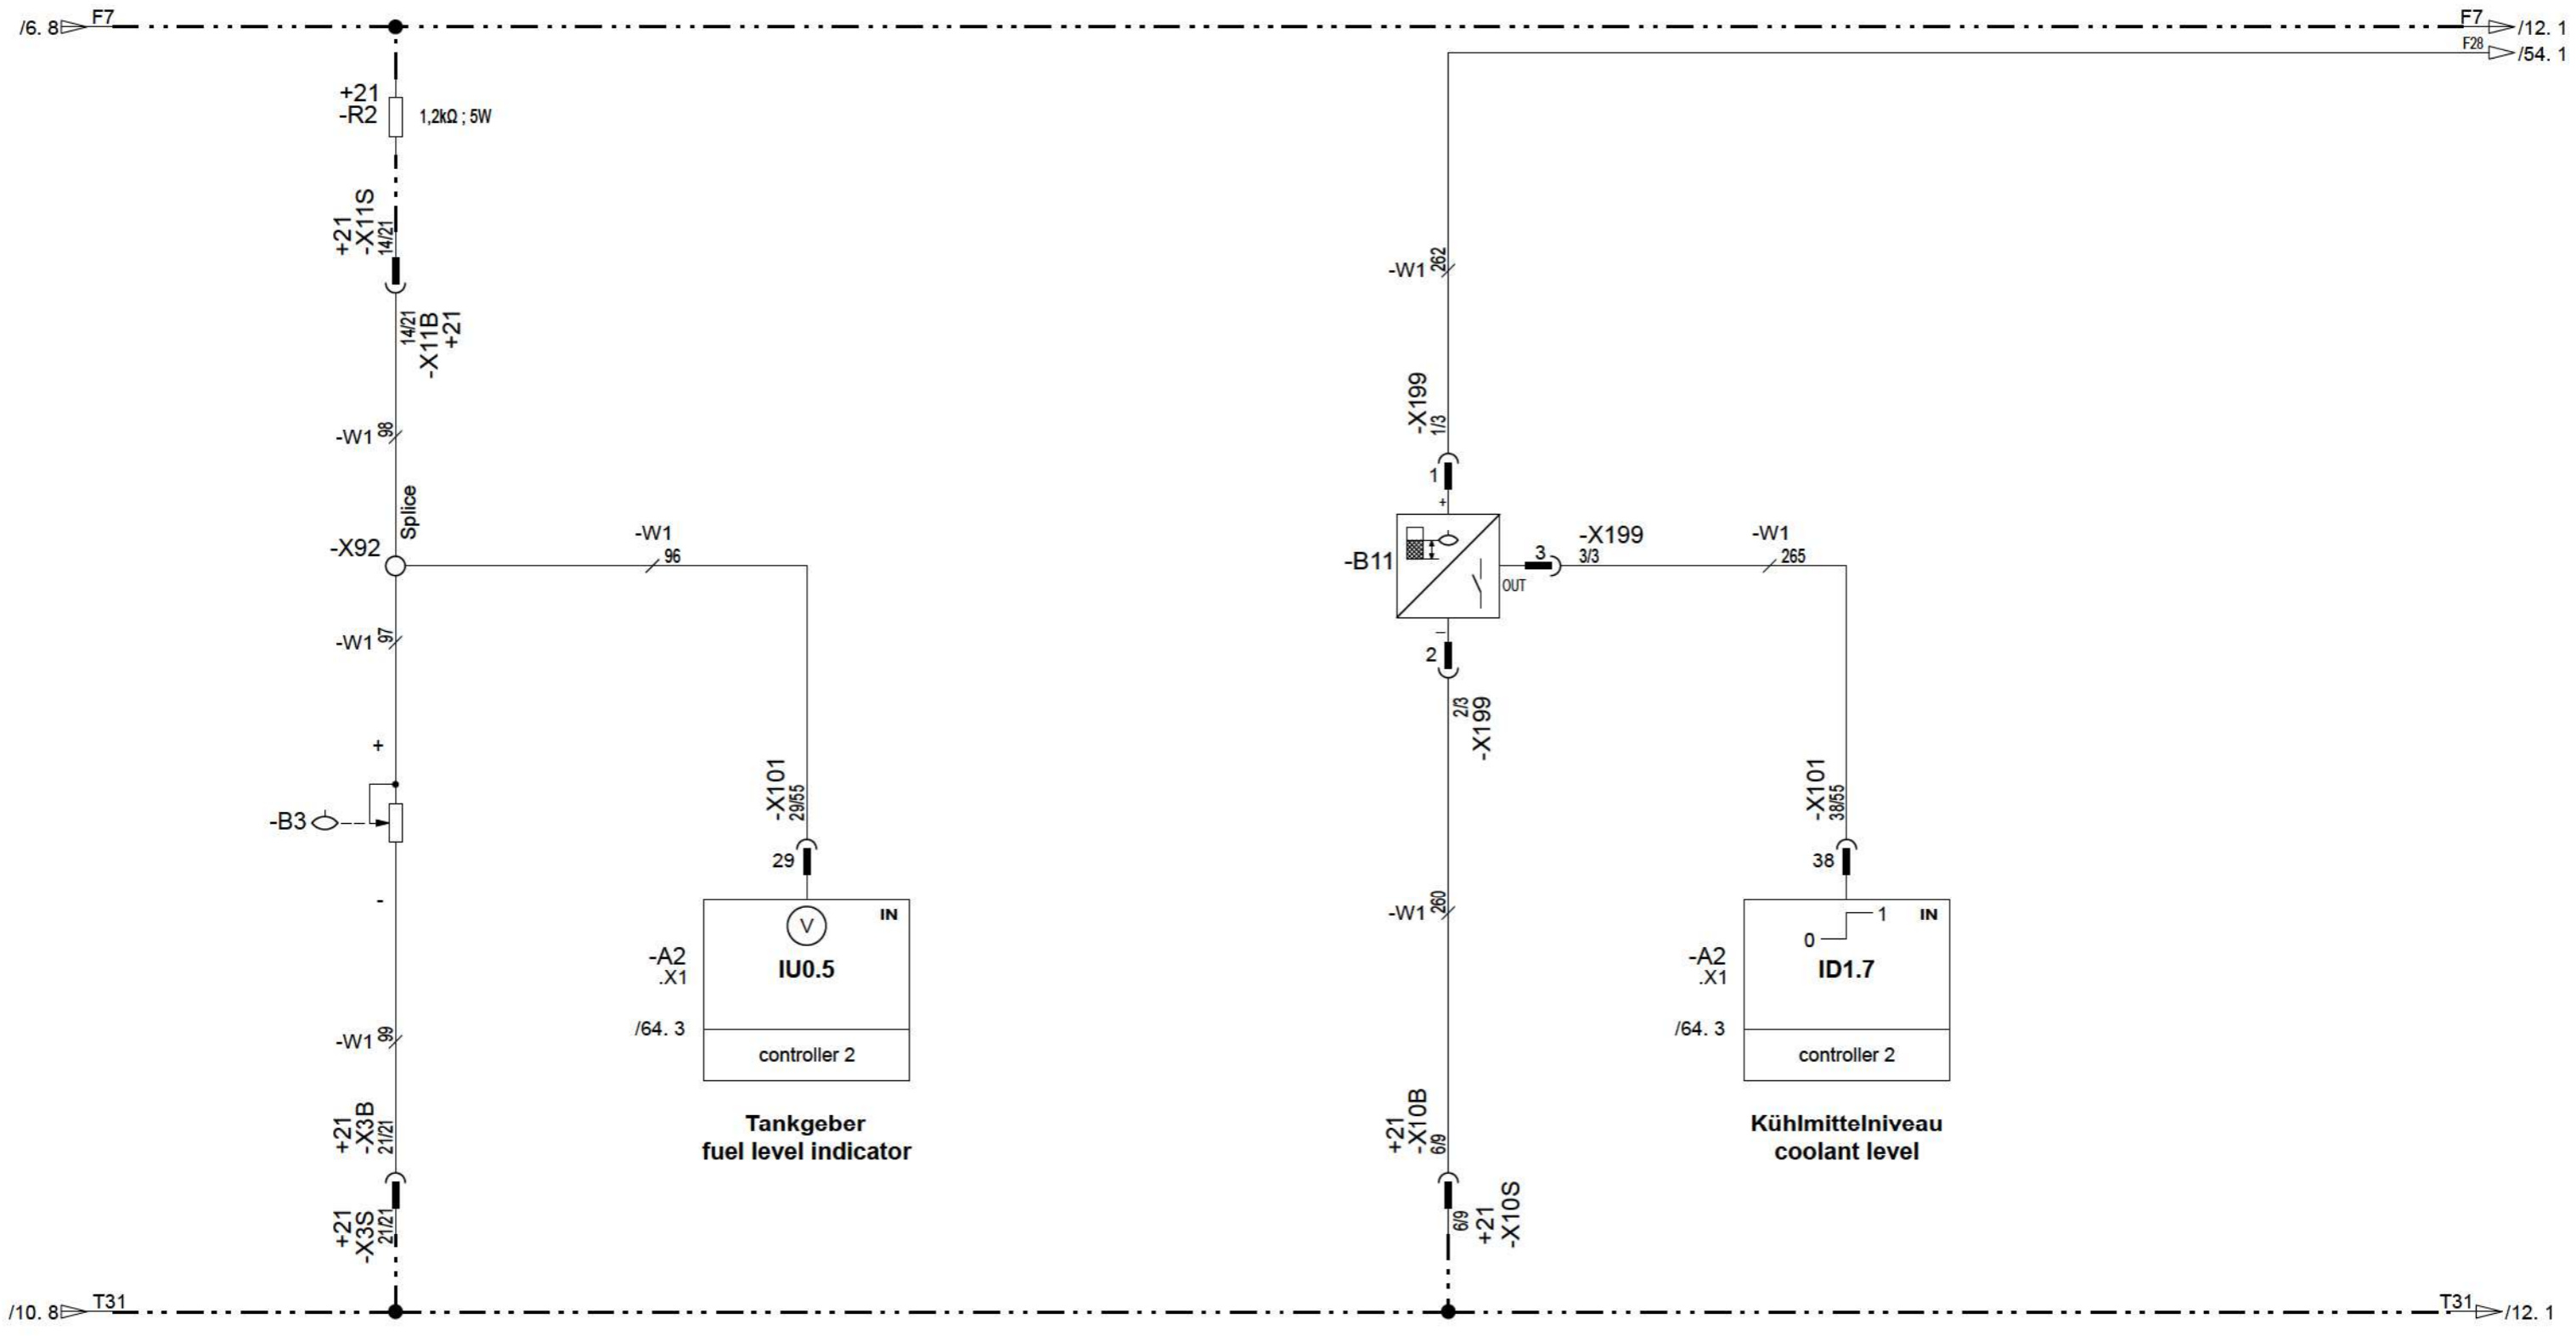 /6. 8
F7
F7
/12. 1
F28
/54. 1
+21
-R2
1,2kΩ ; 5W
+21
-X11S
14/21
14/21
-X11B
+21
-W1
98
Splice
-X92
-W1
96
-W1
97
+
-B3
-
-W1
99
+21
-X3B
21/21
+21
-X3S
21/21
-X101
29/55
29
V
IN
IU0.5
-A2
.X1
/64. 3
controller 2
Tankgeber
fuel level indicator
-W1
262
-X199
1/3
1
+
-B11
OUT
3
-X199
3/3
-W1
265
–
2
2/3
-X199
-W1
260
+21
-X10B
6/9
6/9
+21
-X10S
-X101
38/55
38
0
1
IN
ID1.7
-A2
.X1
/64. 3
controller 2
Kühlmittelniveau
coolant level
/10. 8
T31
T31
/12. 1